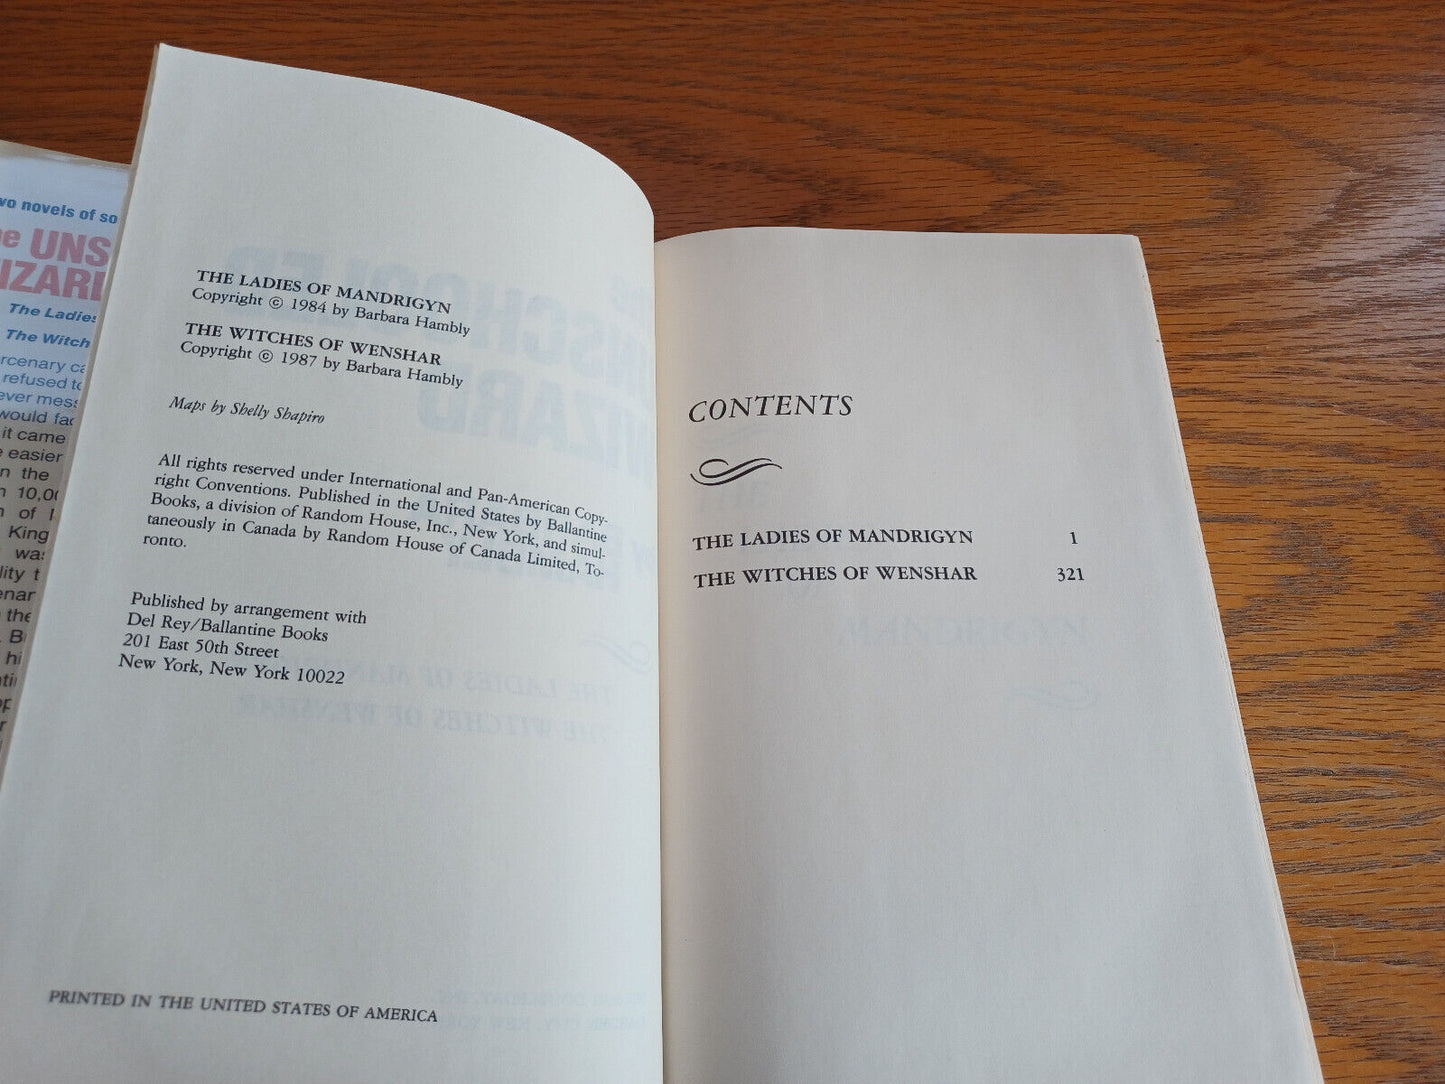 wo novels of so
e UNS
IZARI
The Ladies
The Witch
rcenary ca
refused to
ever mess
would fac
it came
e easier
n the
n 10,00
n of
King
was
lity t
enar
the
B
hi
THE LADIES OF MANDRIGYN
Copyright © 1984 by Barbara Hambly
THE WITCHES OF WENSHAR
Copyright © 1987 by Barbara Hambly
Maps by Shelly Shapiro
All rights reserved under International and Pan-American Copy-
right Conventions. Published in the United States by Ballantine
Books, a division of Random House, Inc., New York, and simul-
taneously in Canada by Random House of Canada Limited, To-
ronto.
Published by arrangement with
Del Rey/Ballantine Books
201 East 50th Street
New York, New York 10022
PRINTED IN THE UNITED STATES OF AMERICA
CONTENTS
THE LADIES OF MANDRIGYN 1
THE WITCHES OF WENSHAR 321